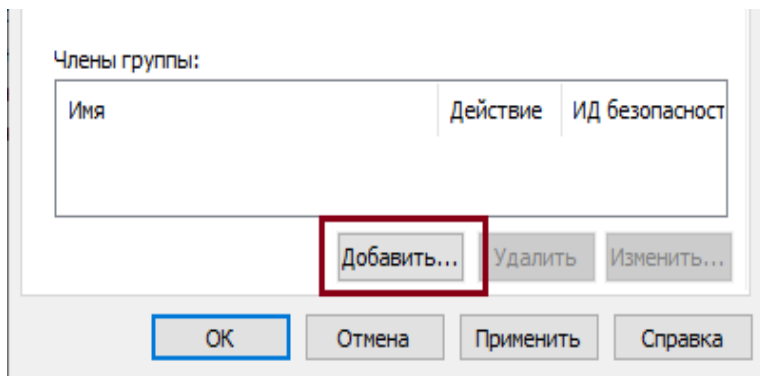 Члены группы:
Имя Действие ИД безопасност
Добавить... Удалить Изменить...
ОК Отмена Применить Справка